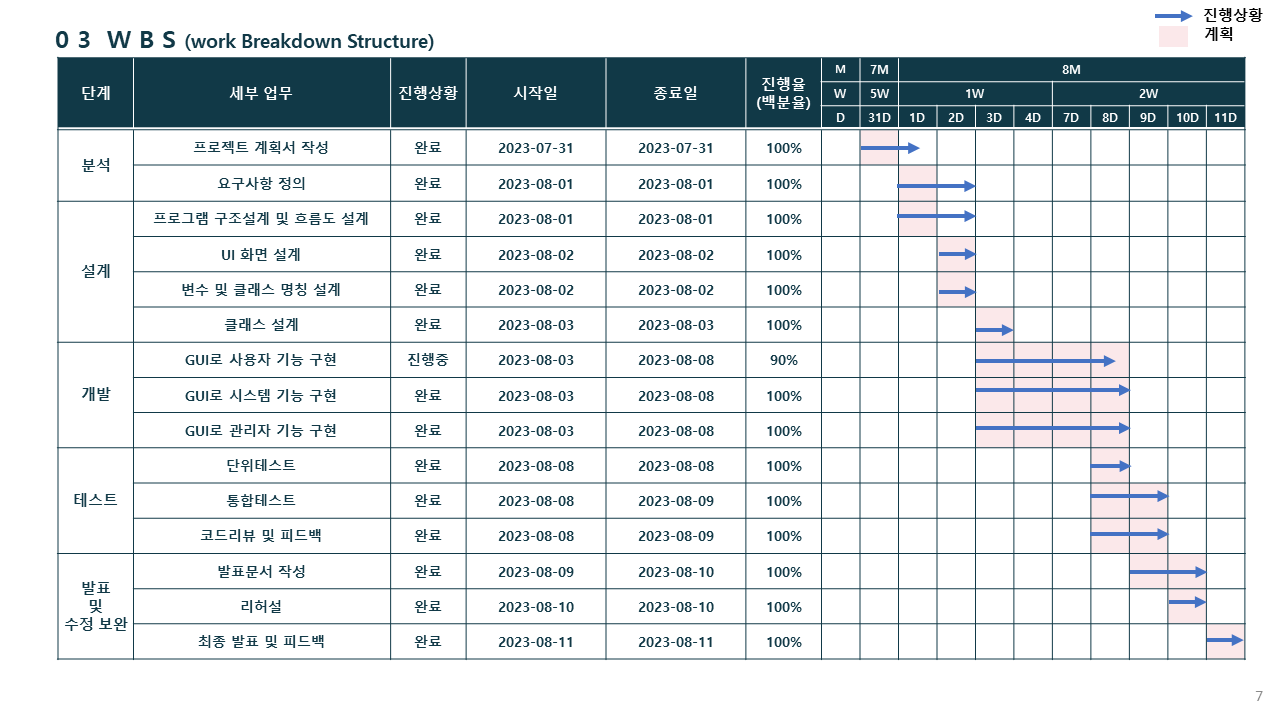 진행상황
계획
03 WBS (work Breakdown Structure)
단계 세부 업무 진행상황 시작일 종료일 진행율 (백분율) M 7M 8M
W 5W 1W 2W
D 31D 1D 2D 3D 4D 7D 8D 9D 10D 11D
분석 프로젝트 계획서 작성 완료 2023-07-31 2023-07-31 100%
요구사항 정의 완료 2023-08-01 2023-08-01 100%
설계 프로그램 구조설계 및 흐름도 설계 완료 2023-08-01 2023-08-01 100%
UI 화면 설계 완료 2023-08-02 2023-08-02 100%
변수 및 클래스 명칭 설계 완료 2023-08-02 2023-08-02 100%
클래스 설계 완료 2023-08-03 2023-08-03 100%
개발 GUI로 사용자 기능 구현 진행중 2023-08-03 2023-08-08 90%
GUI로 시스템 기능 구현 완료 2023-08-03 2023-08-08 100%
GUI로 관리자 기능 구현 완료 2023-08-03 2023-08-08 100%
테스트 단위테스트 완료 2023-08-08 2023-08-08 100%
통합테스트 완료 2023-08-08 2023-08-09 100%
코드리뷰 및 피드백 완료 2023-08-08 2023-08-09 100%
발표 및 수정 보완 발표문서 작성 완료 2023-08-09 2023-08-10 100%
리허설 완료 2023-08-10 2023-08-10 100%
최종 발표 및 피드백 완료 2023-08-11 2023-08-11 100%
7